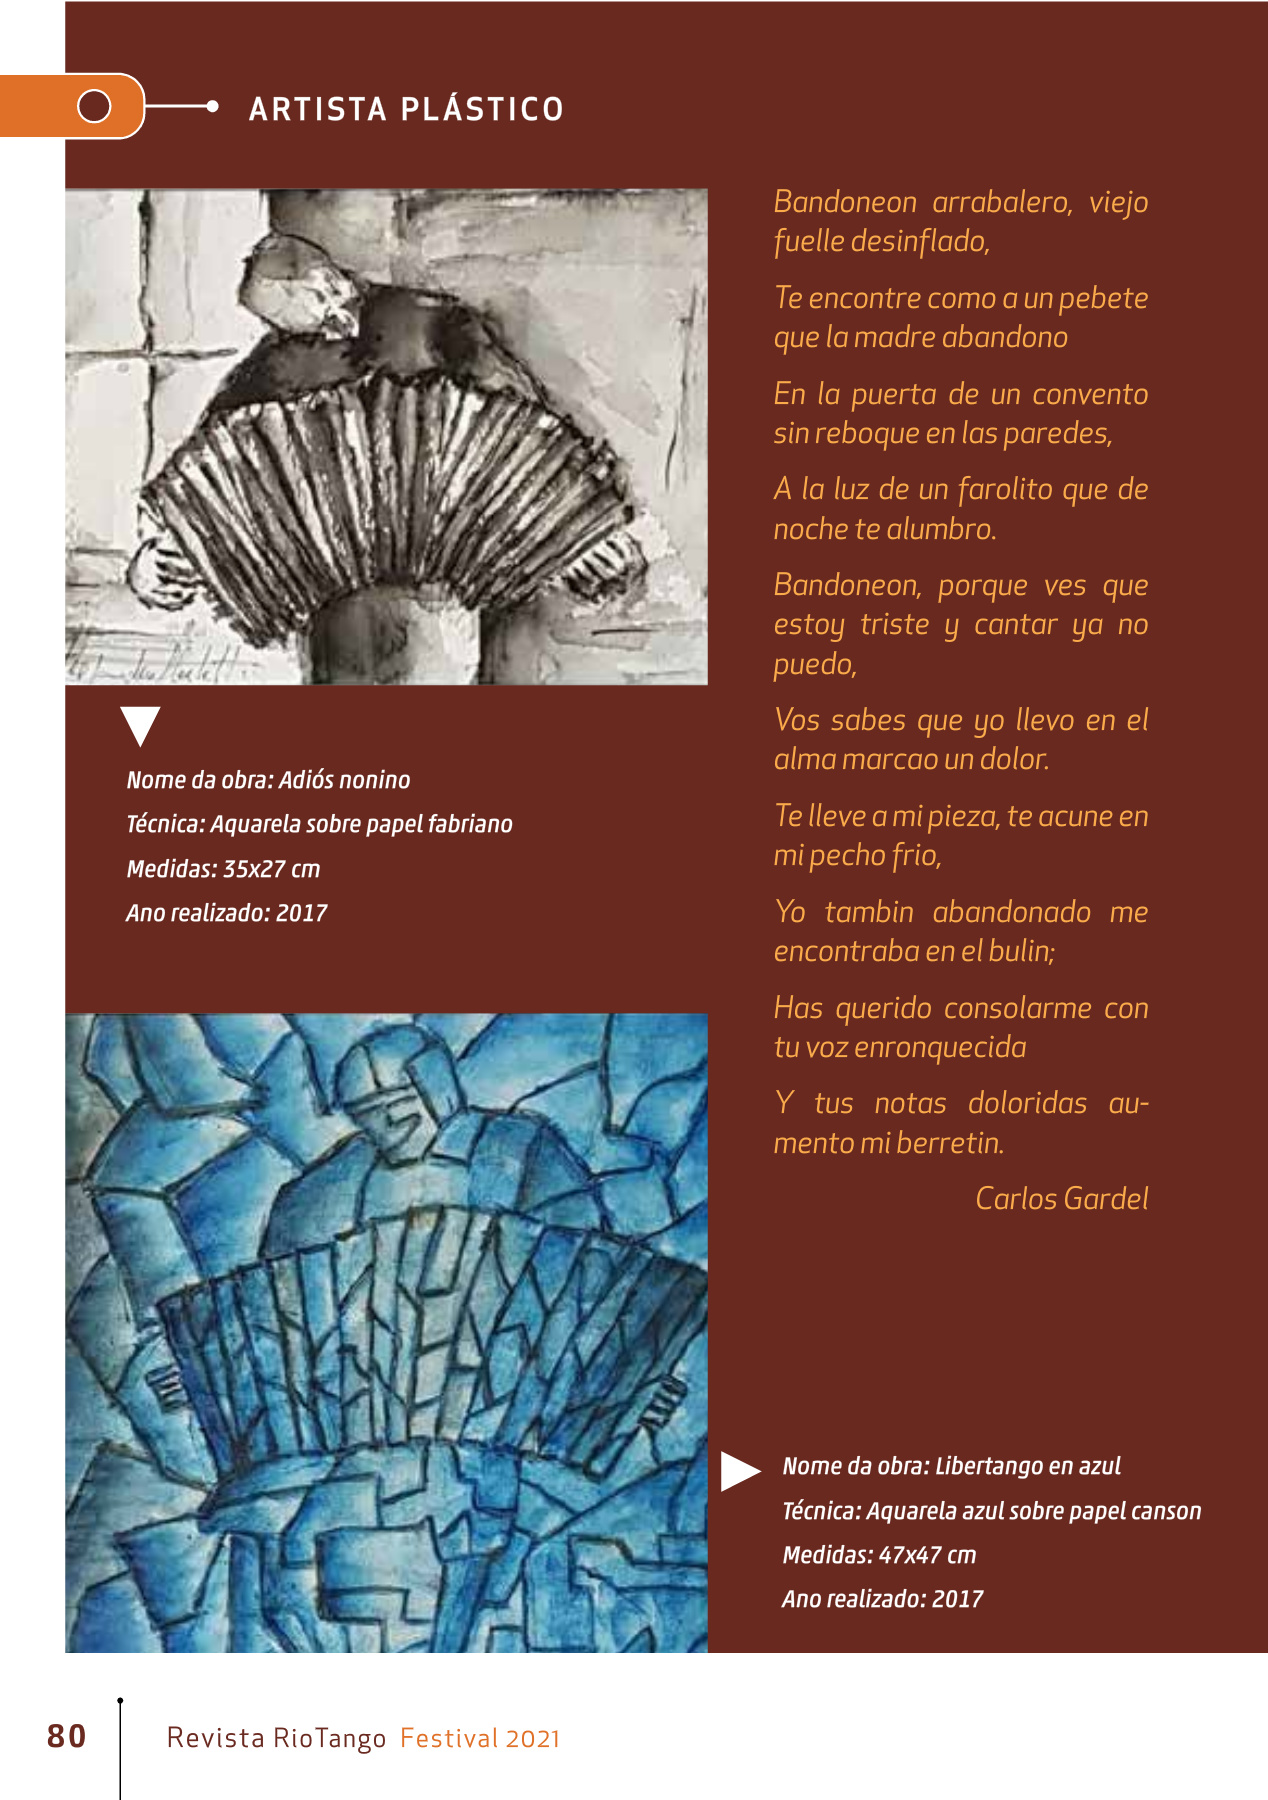 ARTISTA PLÁSTICO
Bandoneon arrabalero, viejo
fuelle desinflado,
Te encontre como a un pebete
que la madre abandono
En la puerta de un convento
sin reboque en las paredes,
A la luz de un farolito que de
noche te alumbro.
Bandoneon, porque ves que
estoy triste y cantar ya no
puedo,
Vos sabes que yo llevo en el
alma marcao un dolor.
Te lleve a mi pieza, te acune en
mi pecho frio,
Yo tambin abandonado me
encontraba en el bulin;
Has querido consolarme con
tu voz enronquecida
Y tus notas doloridas au-
mento mi berretin.
Carlos Gardel
Nome da obra: Adiós nonino
Técnica: Aquarela sobre papel fabriano
Medidas: 35x27 cm
Ano realizado: 2017
Nome da obra: Libertango en azul
Técnica: Aquarela azul sobre papel canson
Medidas: 47x47 cm
Ano realizado: 2017
80
Revista RioTango Festival 2021